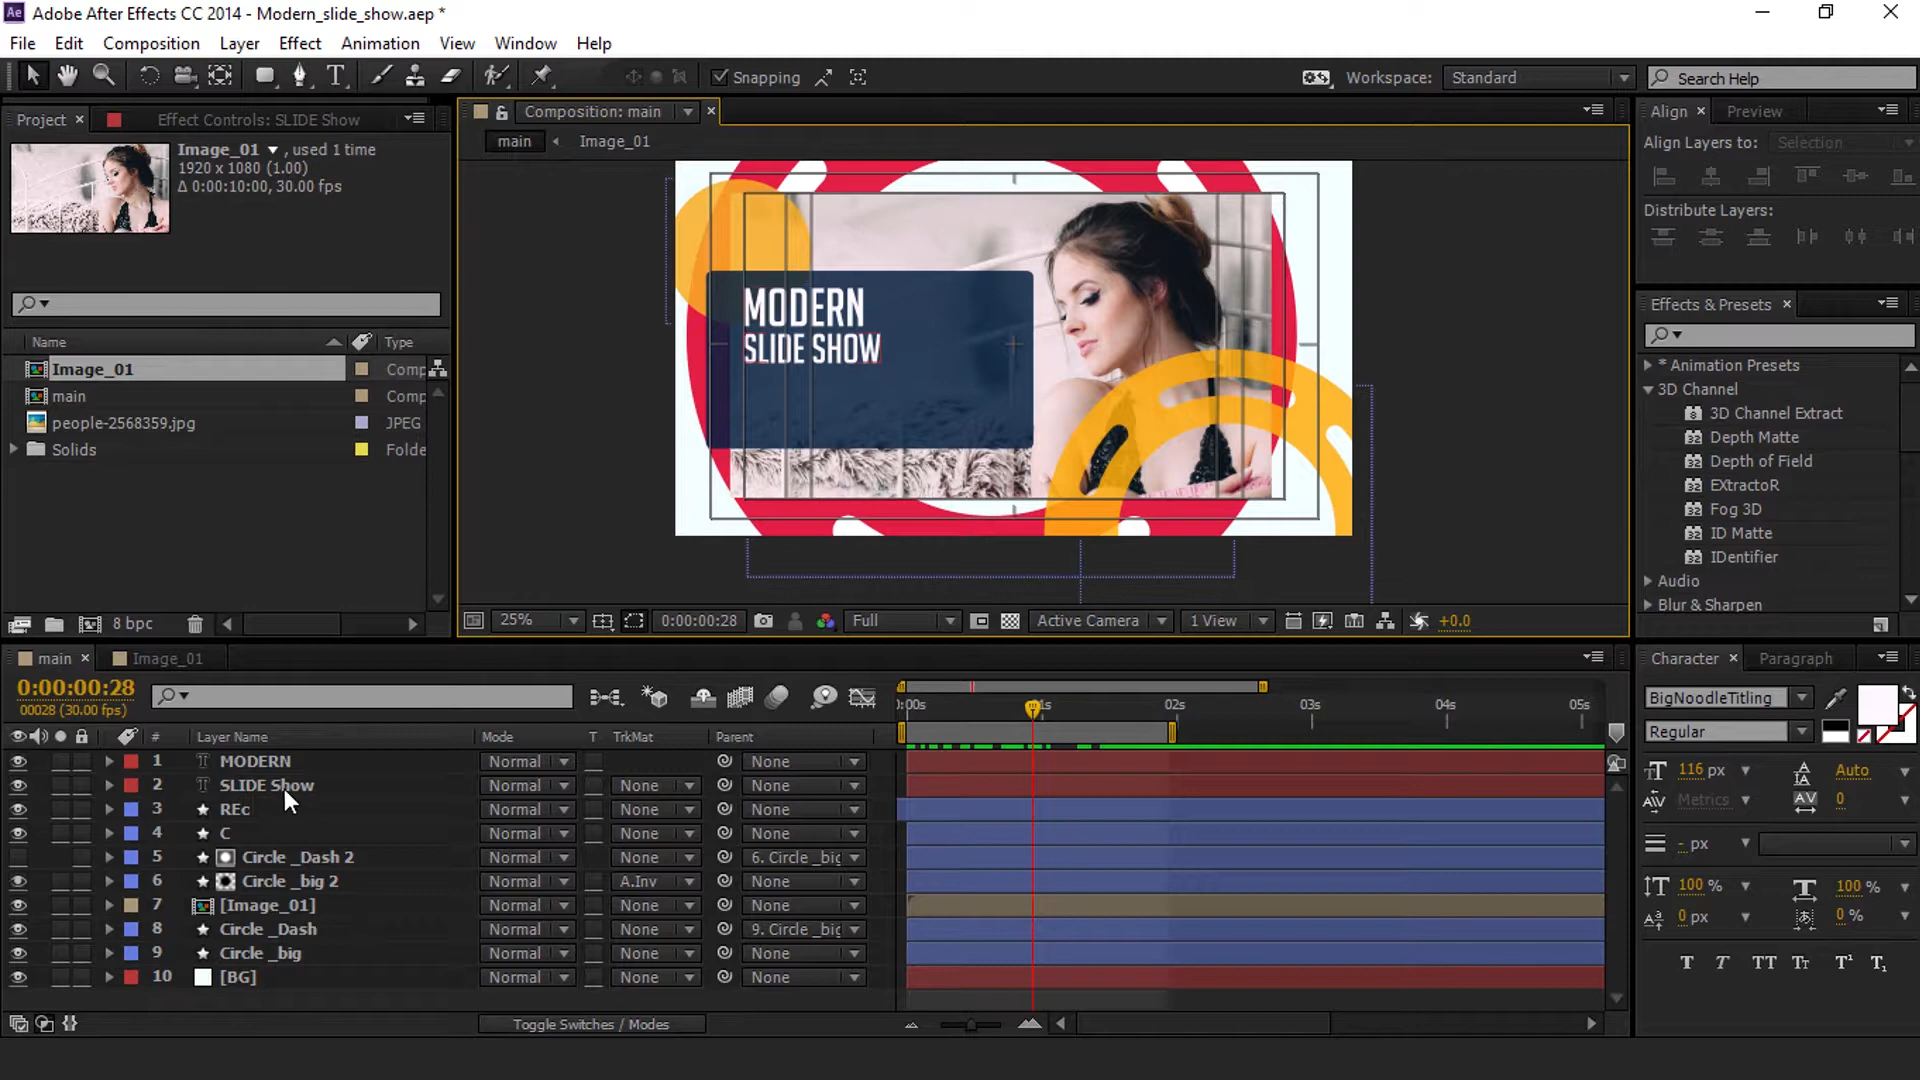 Adobe After Effects CC 2014 - Modern_slide_show.aep *
File Edit Composition Layer Effect Animation View Window Help
Snapping
Workspace: Standard
Search Help
Project Effect Controls: SLIDE Show
Image_01 , used 1 time
1920 x 1080 (1.00)
Δ 0:00:10:00, 30.00 fps
Name Type
Image_01 Comp
main Comp
people-2568359.jpg JPEG
Solids Folde
8 bpc
Composition: main
main Image_01
MODERN
SLIDE SHOW
25% 0:00:00:28 Full Active Camera 1 View +0.0
Align Preview
Align Layers to: Selection
Distribute Layers:
Effects & Presets
* Animation Presets
3D Channel
3D Channel Extract
Depth Matte
Depth of Field
EXtractoR
Fog 3D
ID Matte
IDentifier
Audio
Blur & Sharpen
main Image_01
0:00:00:28
00028 (30.00 fps)
# Layer Name Mode T TrkMat Parent
:00s 1s 02s 03s 04s 05s
1 MODERN Normal None
2 SLIDE Show Normal None None
3 REc Normal None None
4 C Normal None None
5 Circle _Dash 2 Normal None 6. Circle _big
6 Circle _big 2 Normal A.Inv None
7 [Image_01] Normal None None
8 Circle _Dash Normal None 9. Circle _big
9 Circle _big Normal None None
10 [BG] Normal None None
Toggle Switches / Modes
Character Paragraph
BigNoodleTitling
Regular
116 px Auto
Metrics 0
- px
100 % 100 %
0 px 0 %
T T TT Tт T¹ T₁